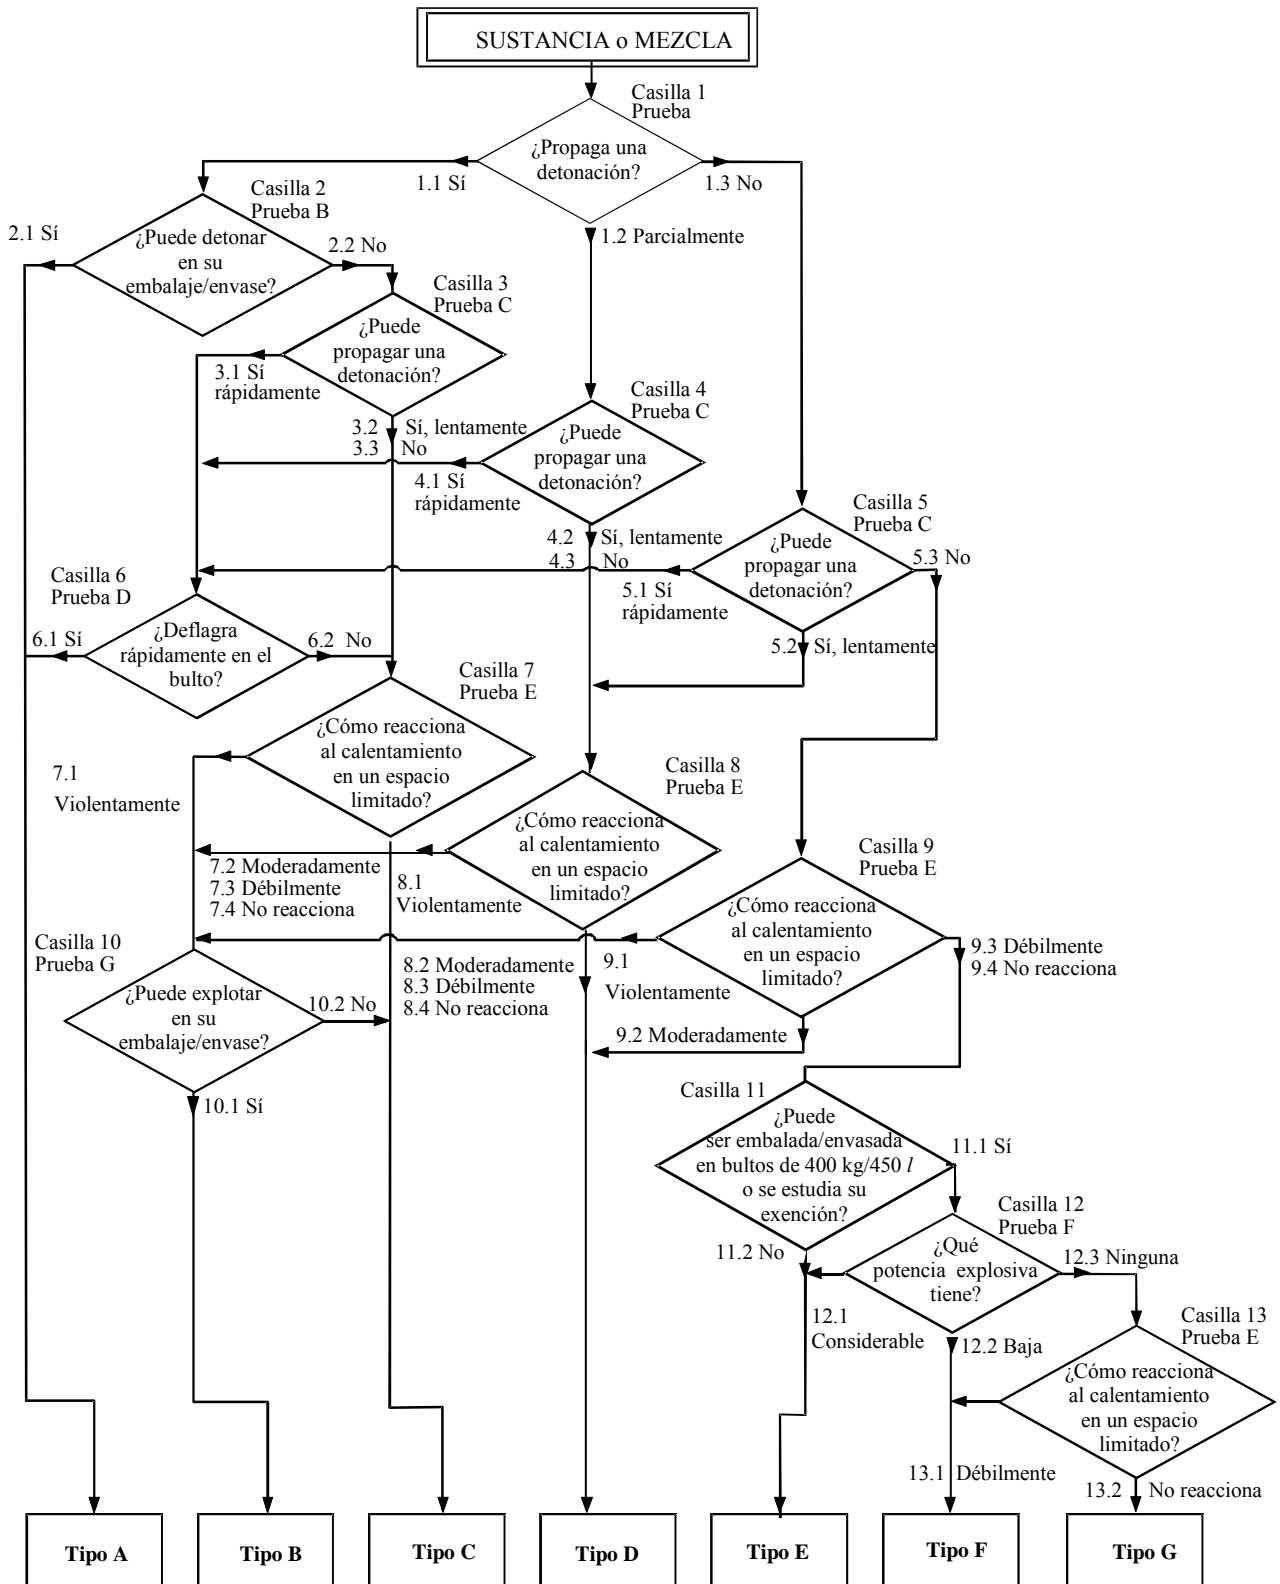 SUSTANCIA o MEZCLA
Casilla 1
Prueba
¿Propaga una
detonación?
1.1 Sí
1.3 No
1.2 Parcialmente
Casilla 2
Prueba B
2.1 Sí
¿Puede detonar
en su
embalaje/envase?
2.2 No
Casilla 3
Prueba C
¿Puede
propagar una
detonación?
3.1 Sí
rápidamente
3.2 Sí, lentamente
3.3 No
Casilla 4
Prueba C
¿Puede
propagar una
detonación?
4.1 Sí
rápidamente
4.2 Sí, lentamente
4.3 No
Casilla 5
Prueba C
¿Puede
propagar una
detonación?
5.3 No
5.1 Sí
rápidamente
5.2 Sí, lentamente
Casilla 6
Prueba D
6.1 Sí
¿Deflagra
rápidamente en el
bulto?
6.2 No
Casilla 7
Prueba E
¿Cómo reacciona
al calentamiento
en un espacio
limitado?
7.1
Violentamente
7.2 Moderadamente
7.3 Débilmente
7.4 No reacciona
Casilla 8
Prueba E
¿Cómo reacciona
al calentamiento
en un espacio
limitado?
8.1
Violentamente
8.2 Moderadamente
8.3 Débilmente
8.4 No reacciona
Casilla 9
Prueba E
¿Cómo reacciona
al calentamiento
en un espacio
limitado?
9.1
Violentamente
9.2 Moderadamente
9.3 Débilmente
9.4 No reacciona
Casilla 10
Prueba G
¿Puede explotar
en su
embalaje/envase?
10.2 No
10.1 Sí
Casilla 11
¿Puede
ser embalada/envasada
en bultos de 400 kg/450 l
o se estudia su
exención?
11.1 Sí
11.2 No
Casilla 12
Prueba F
¿Qué
potencia explosiva
tiene?
12.3 Ninguna
12.1
Considerable
12.2 Baja
Casilla 13
Prueba E
¿Cómo reacciona
al calentamiento
en un espacio
limitado?
13.1 Débilmente
13.2 No reacciona
Tipo A
Tipo B
Tipo C
Tipo D
Tipo E
Tipo F
Tipo G